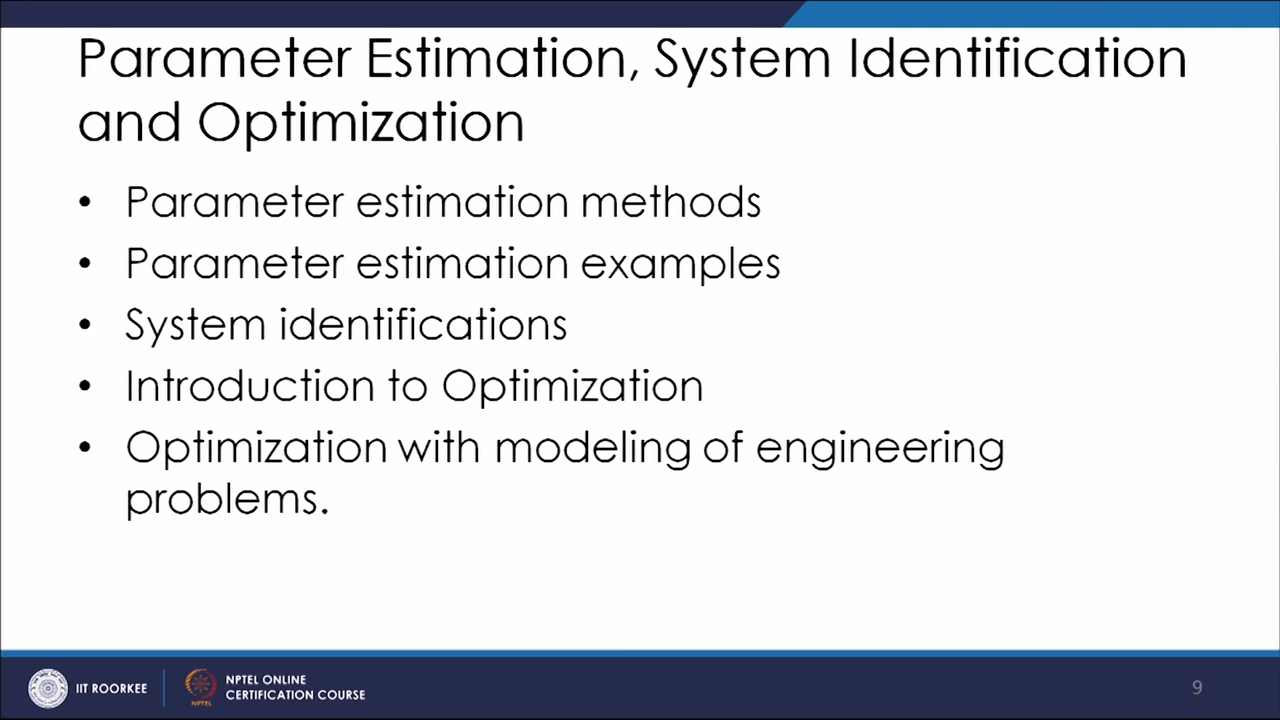 Parameter Estimation, System Identification
and Optimization
• Parameter estimation methods
• Parameter estimation examples
• System identifications
• Introduction to Optimization
• Optimization with modeling of engineering
problems.
IIT ROORKEE
NPTEL
NPTEL ONLINE
CERTIFICATION COURSE
9